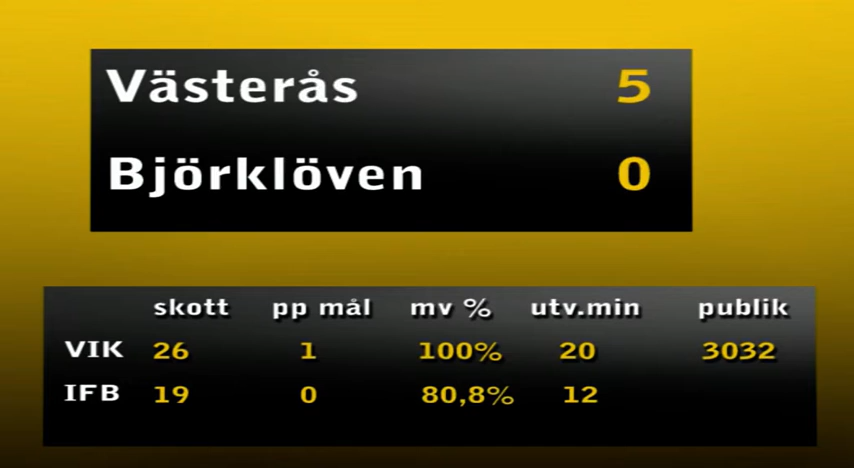 Västerås 5
Björklöven 0
skott pp mål mv % utv.min publik
VIK 26 1 100% 20 3032
IFB 19 0 80,8% 12